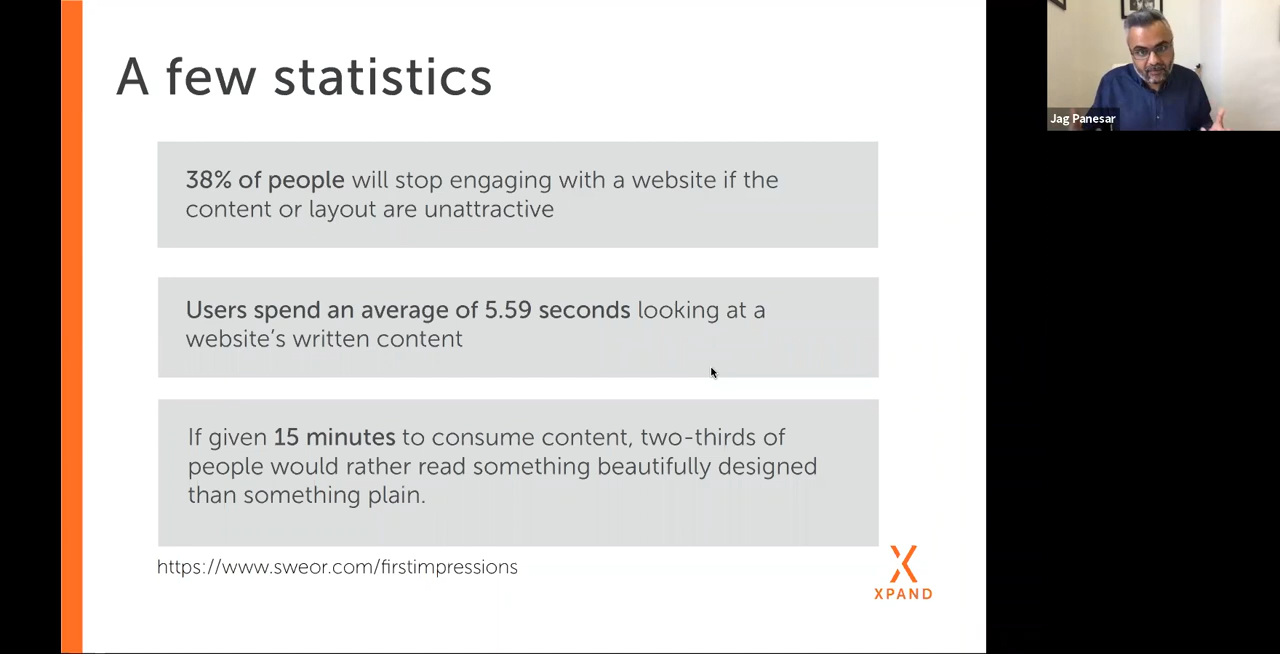 A few statistics
38% of people will stop engaging with a website if the
content or layout are unattractive
Users spend an average of 5.59 seconds looking at a
website’s written content
If given 15 minutes to consume content, two-thirds of
people would rather read something beautifully designed
than something plain.
https://www.sweor.com/firstimpressions
XPAND
Jag Panesar